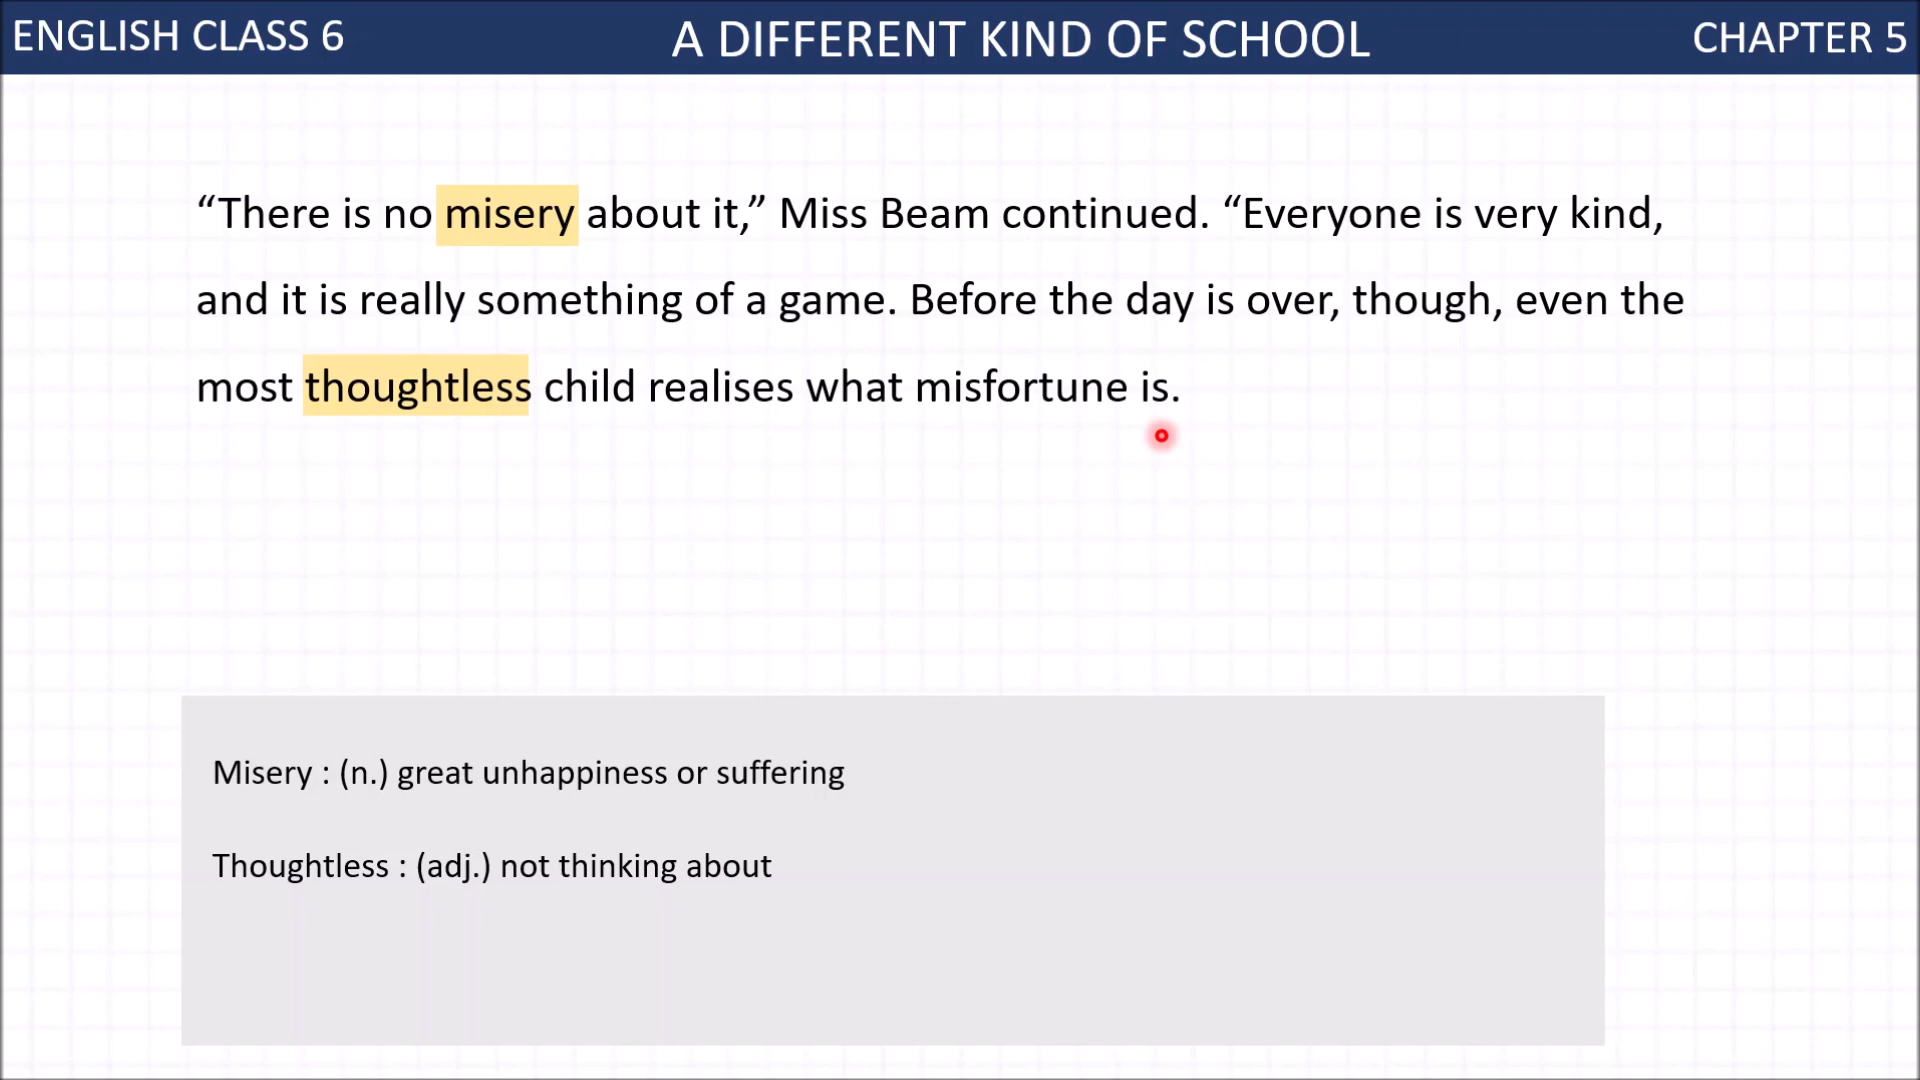 ENGLISH CLASS 6
A DIFFERENT KIND OF SCHOOL
CHAPTER 5
“There is no misery about it,” Miss Beam continued. “Everyone is very kind,
and it is really something of a game. Before the day is over, though, even the
most thoughtless child realises what misfortune is.
Misery : (n.) great unhappiness or suffering
Thoughtless : (adj.) not thinking about